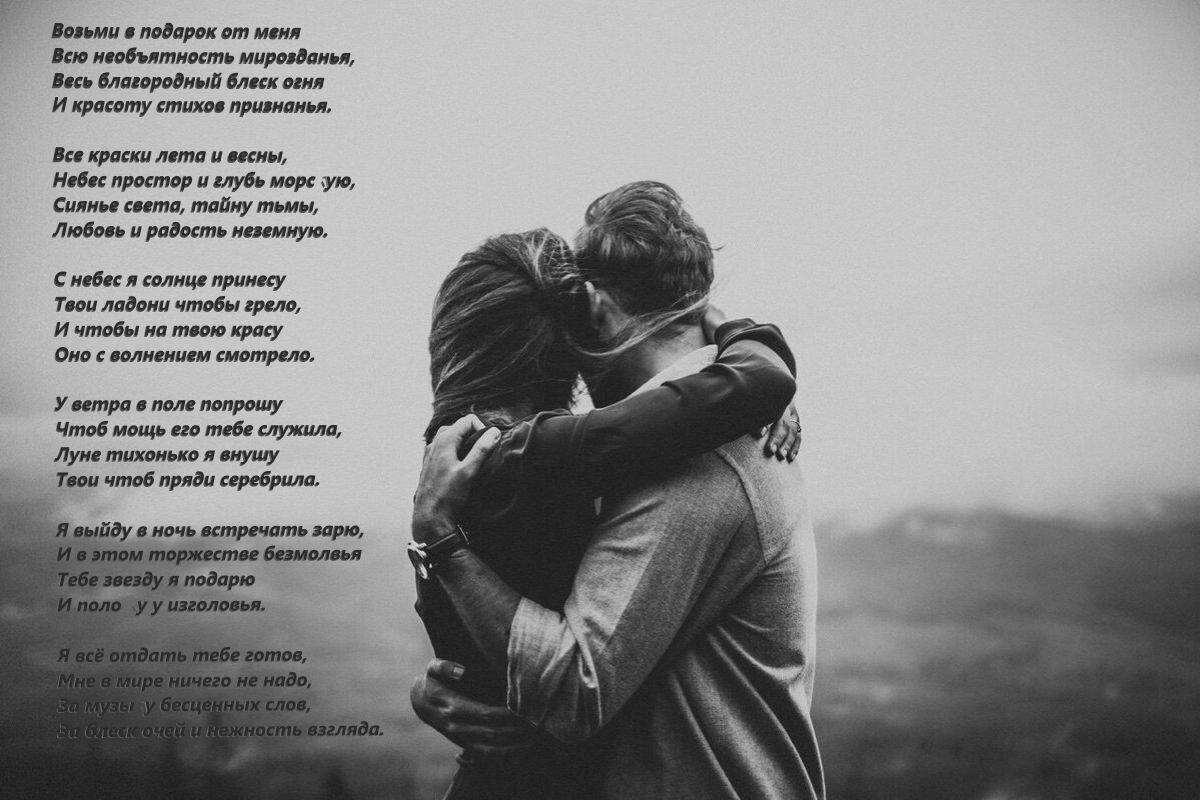 Возьми в подарок от меня
Всю необъятность мирозданья,
Весь благородный блеск огня
И красоту стихов признанья.
Все краски лета и весны,
Небес простор и глубь морс ую,
Сиянье света, тайну тьмы,
Любовь и радость неземную.
С небес я солнце принесу
Твои ладони чтобы грело,
И чтобы на твою красу
Оно с волнением смотрело.
У ветра в поле попрошу
Чтоб мощь его тебе служила,
Луне тихонько я внушу
Твои чтоб пряди серебрила.
Я выйду в ночь встречать зарю,
И в этом торжестве безмолвья
Тебе звезду я подарю
И поло у у изголовья.
Я всё отдать тебе готов,
Мне в мире ничего не надо,
За музы у бесценных слов,
За блеск очей и нежность взгляда.